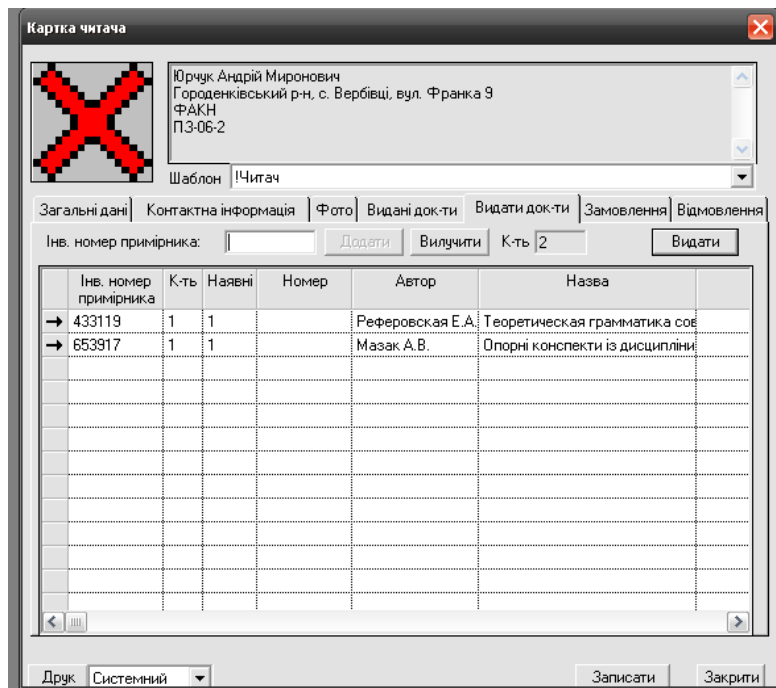 Картка читача
Юрчук Андрій Миронович
Городенківський р-н, с. Вербівці, вул. Франка 9
ФАКН
ПЗ-06-2
Шаблон !Читач
Загальні дані Контактна інформація Фото Видані док-ти Видати док-ти Замовлення Відмовлення
Інв. номер примірника: Додати Вилучити К-ть 2 Видати
Інв. номер примірника К-ть Наявні Номер Автор Назва
433119 1 1 Реферовская Е.А. Теоретическая грамматика сов
653917 1 1 Мазак А.В. Опорні конспекти із дисципліни
Друк Системний Записати Закрити